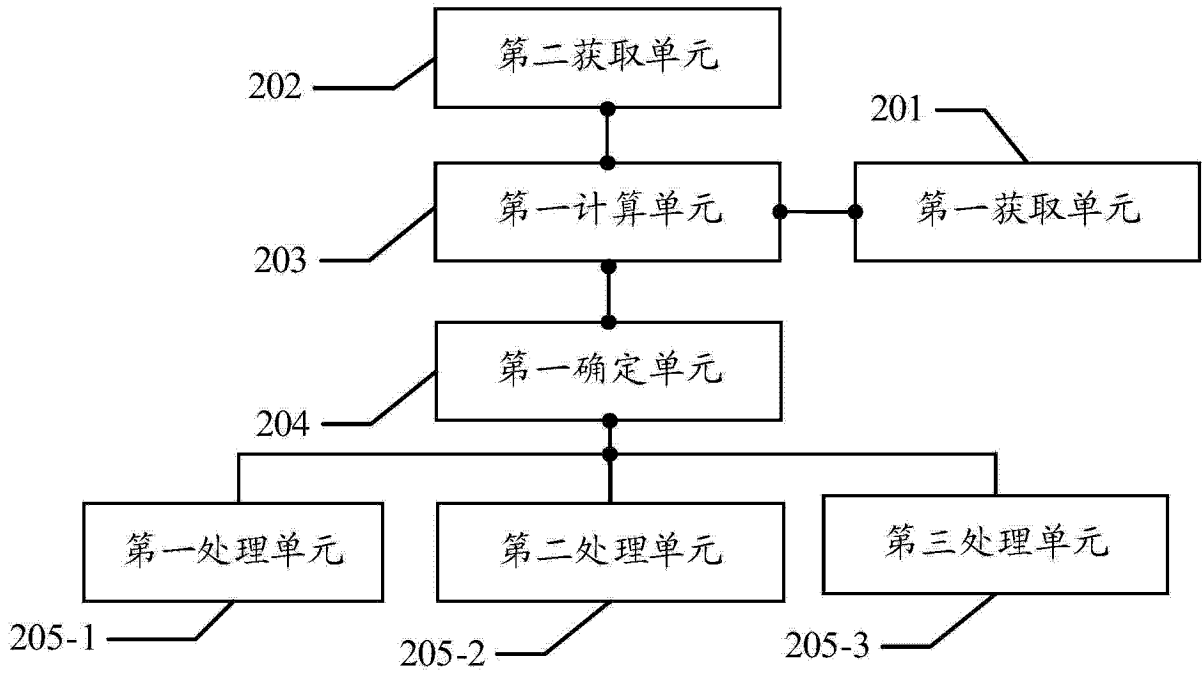 第二获取单元
202
201
第一计算单元
第一获取单元
203
第一确定单元
204
第一处理单元
第二处理单元
第三处理单元
205-1
205-2
205-3